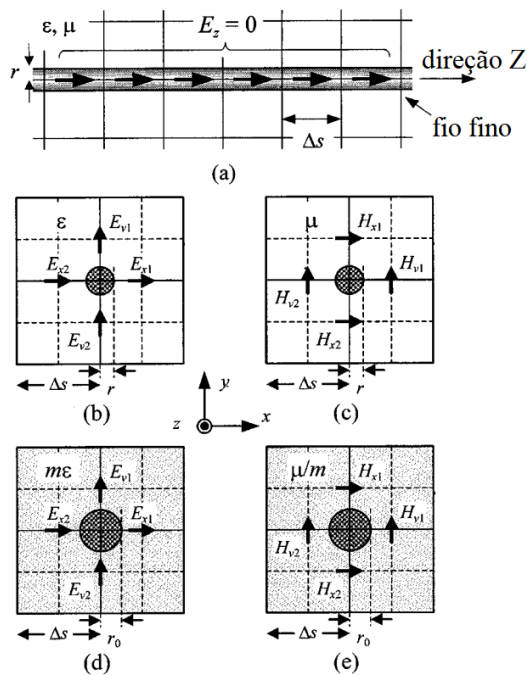 ε, μ
E_z = 0
r
direção Z
fio fino
Δs
(a)
ε
E_y1
E_x2
E_x1
E_y2
Δs
r
(b)
μ
H_x1
H_y1
H_y2
H_x2
Δs
r
(c)
y
z
x
mε
E_y1
E_x2
E_x1
E_y2
Δs
r_0
(d)
μ/m
H_x1
H_y1
H_y2
H_x2
Δs
r_0
(e)